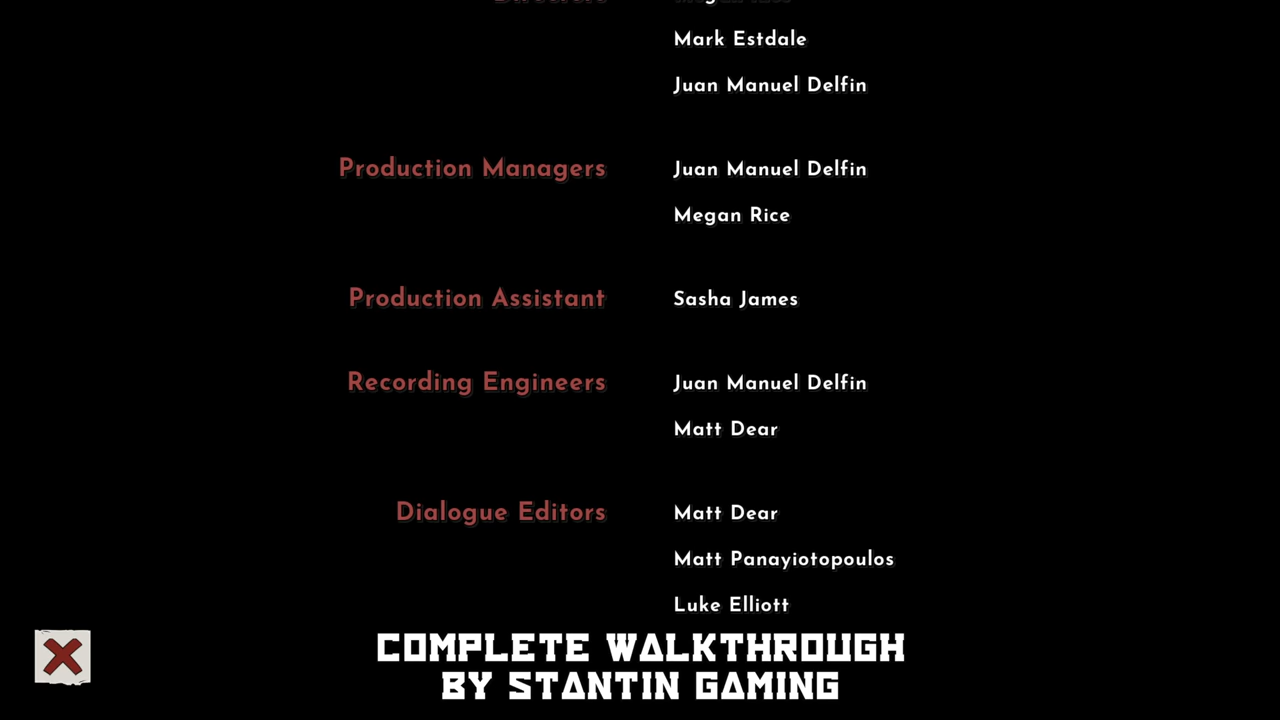 Mark Estdale
Juan Manuel Delfin
Production Managers Juan Manuel Delfin
Megan Rice
Production Assistant Sasha James
Recording Engineers Juan Manuel Delfin
Matt Dear
Dialogue Editors Matt Dear
Matt Panayiotopoulos
Luke Elliott
COMPLETE WALKTHROUGH
BY STANTIN GAMING